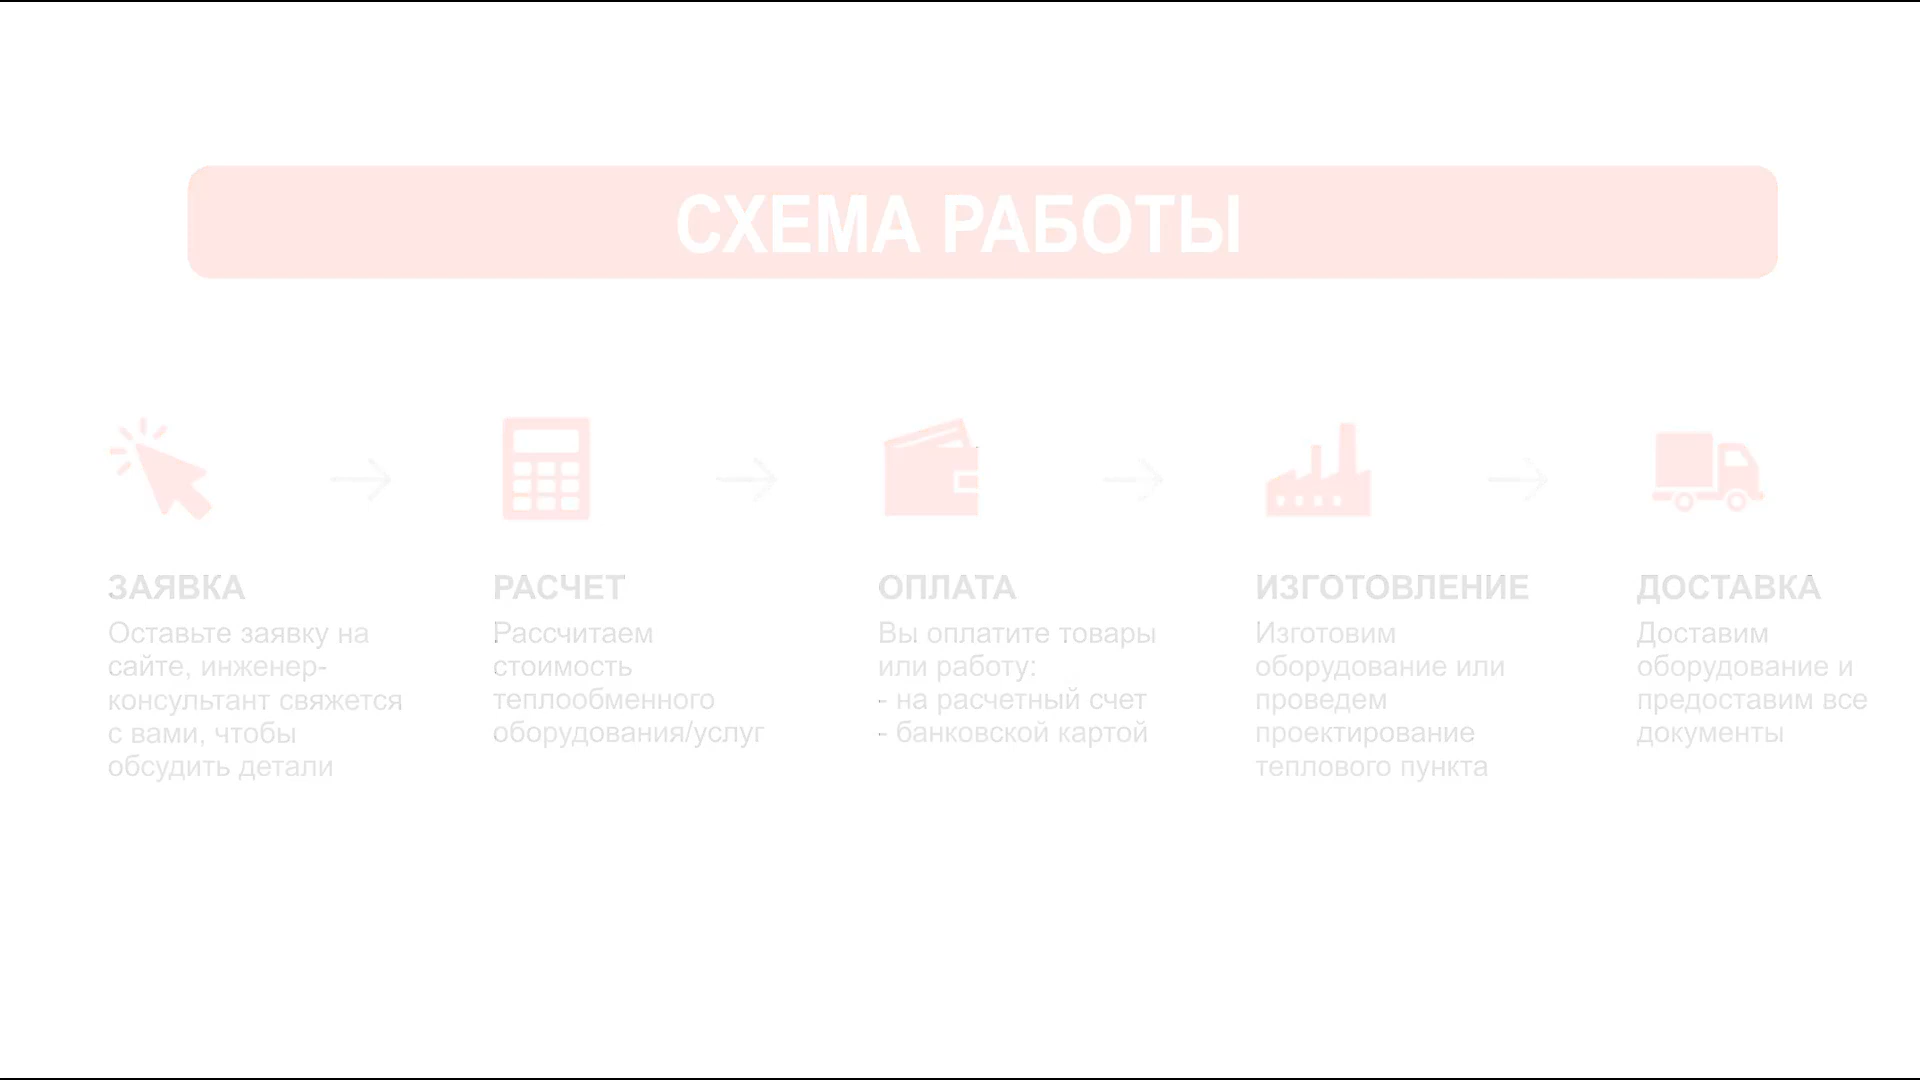 СХЕМА РАБОТЫ
ЗАЯВКА
Оставьте заявку на
сайте, инженер-
консультант свяжется
с вами, чтобы
обсудить детали
РАСЧЕТ
Рассчитаем
стоимость
теплообменного
оборудования/услуг
ОПЛАТА
Вы оплатите товары
или работу:
- на расчетный счет
- банковской картой
ИЗГОТОВЛЕНИЕ
Изготовим
оборудование или
проведем
проектирование
теплового пункта
ДОСТАВКА
Доставим
оборудование и
предоставим все
документы